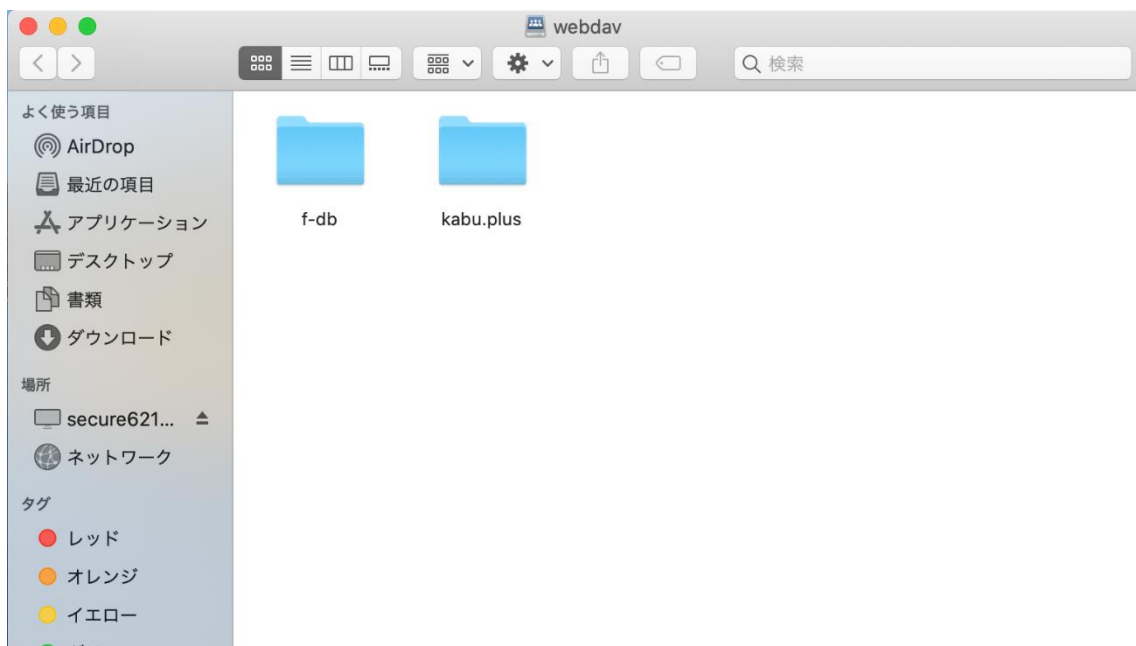 webdav
検索
よく使う項目
AirDrop
最近の項目
アプリケーション
デスクトップ
書類
ダウンロード
場所
secure621...
ネットワーク
タグ
レッド
オレンジ
イエロー
f-db
kabu.plus